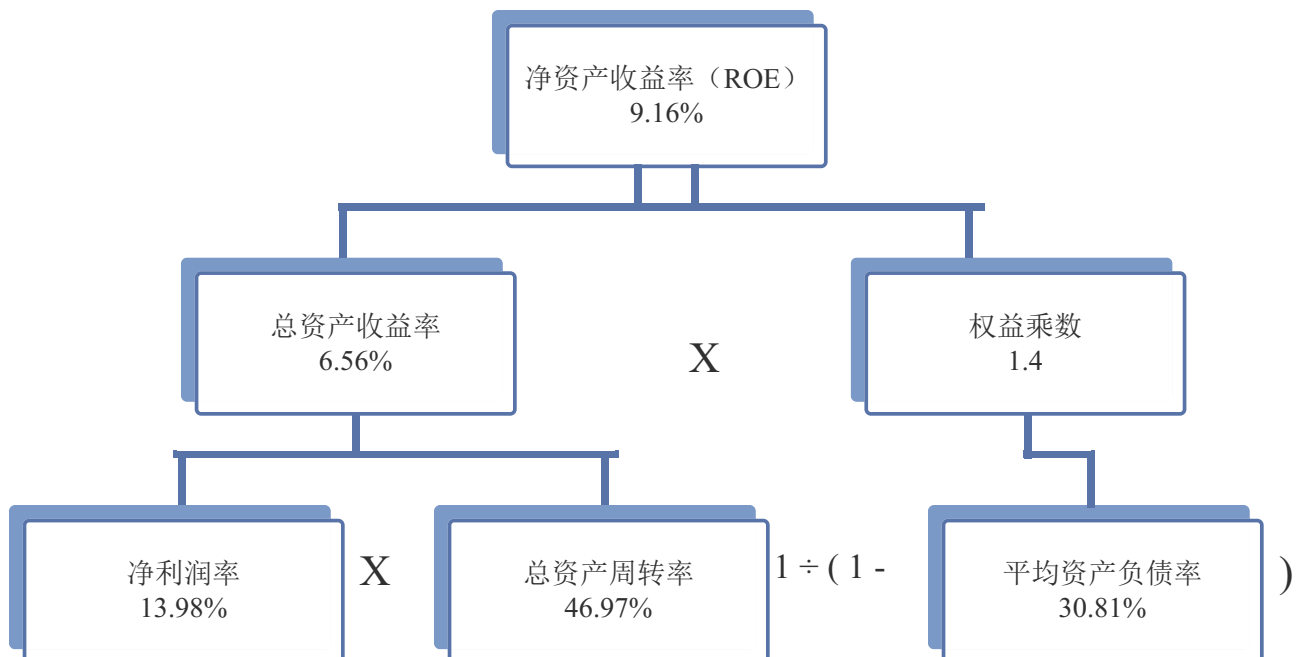 净资产收益率（ROE）
9.16%
总资产收益率
6.56%
X
权益乘数
1.4
净利润率
13.98%
X
总资产周转率
46.97%
1 ÷ ( 1 -
平均资产负债率
30.81%
)